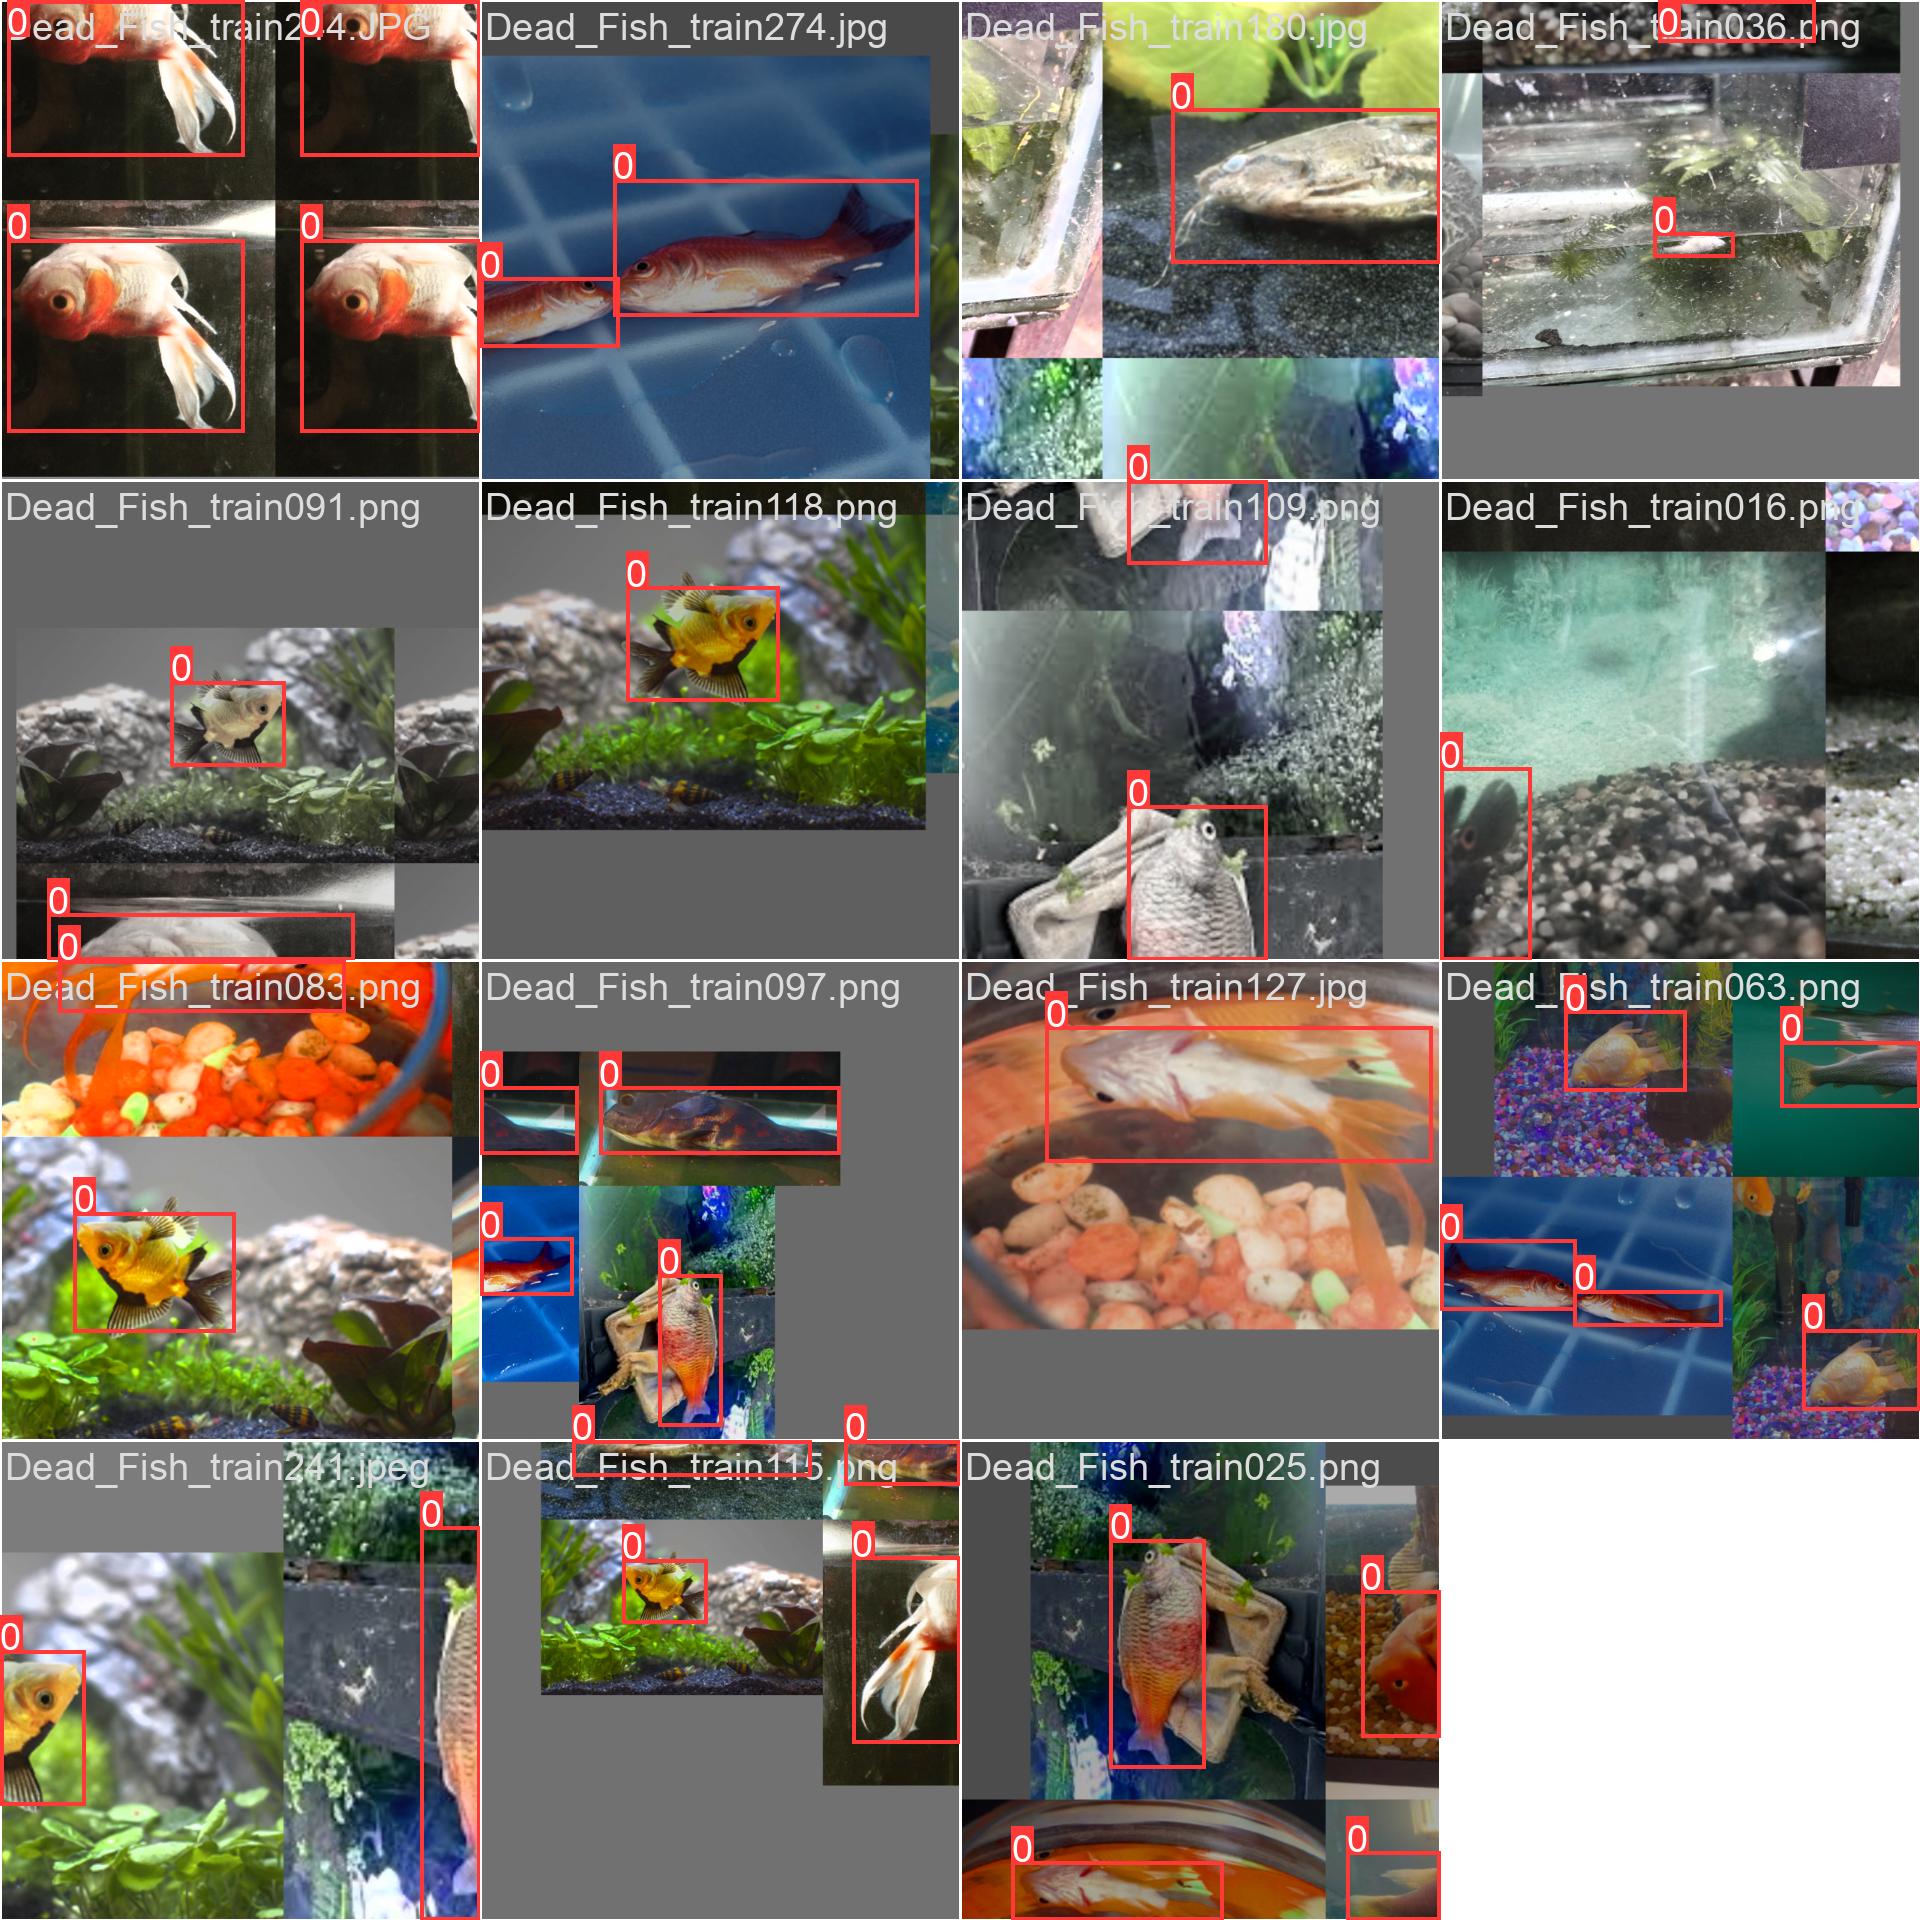 Dead_Fish_train214.JPG
Dead_Fish_train274.jpg
Dead_Fish_train180.jpg
Dead_Fish_train036.png
0 0 0 0
0 0
0 0
0 0
Dead_Fish_train091.png
Dead_Fish_train118.png
Dead_Fish_train109.png
Dead_Fish_train016.png
0 0 0
0
0 0
0
Dead_Fish_train083.png
Dead_Fish_train097.png
Dead_Fish_train127.jpg
Dead_Fish_train063.png
0
0 0 0 0
0
0 0 0 0 0
Dead_Fish_train241.jpeg
Dead_Fish_train115.png
Dead_Fish_train025.png
0 0
0 0 0 0
0 0 0 0